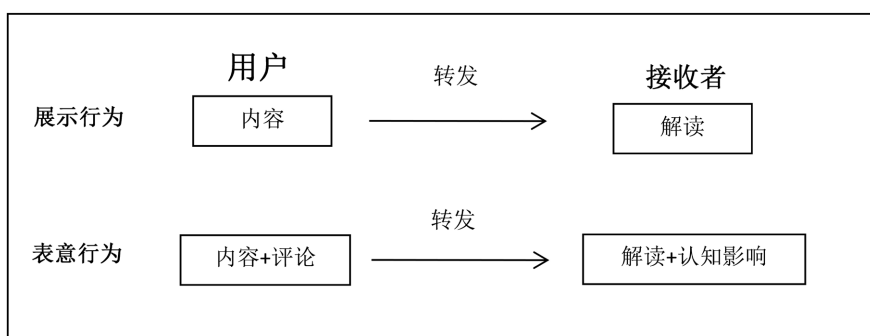 用户
转发
接收者
展示行为
内容
解读
转发
表意行为
内容+评论
解读+认知影响